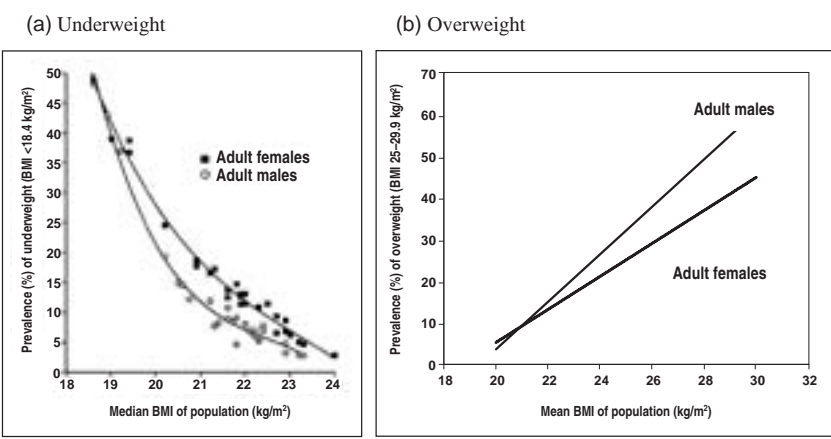 (a) Underweight
Prevalence (%) of underweight (BMI <18.4 kg/m²)
50
45
40
35
30
25
20
15
10
5
0
Adult females
Adult males
18 19 20 21 22 23 24
Median BMI of population (kg/m²)
(b) Overweight
Prevalence (%) of overweight (BMI 25–29.9 kg/m²)
70
60
50
40
30
20
10
0
Adult males
Adult females
18 20 22 24 26 28 30 32
Mean BMI of population (kg/m²)